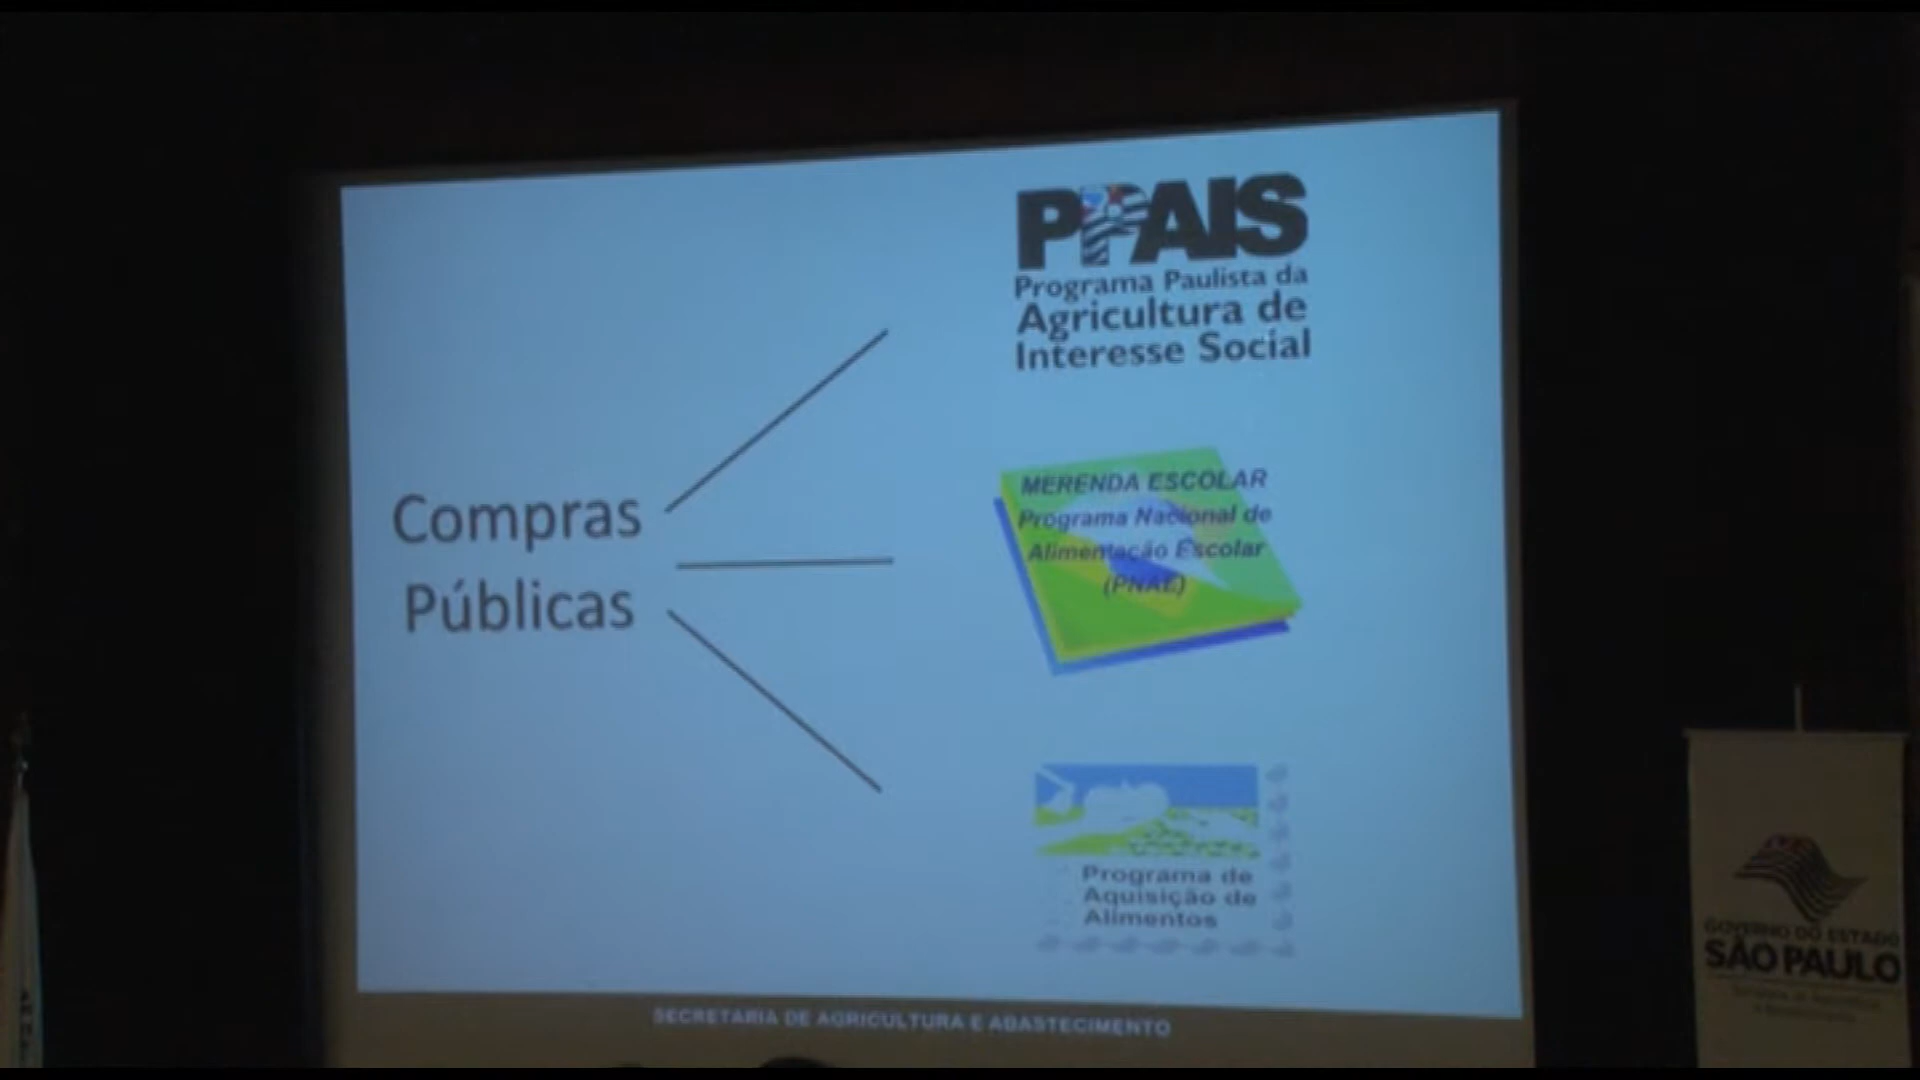 PPAIS
Programa Paulista da
Agricultura de
Interesse Social
Compras
Públicas
MERENDA ESCOLAR
Programa Nacional de
Alimentação Escolar
(PNAE)
Programa de
Aquisição de
Alimentos
SECRETARIA DE AGRICULTURA E ABASTECIMENTO
GOVERNO DO ESTADO
SÃO PAULO